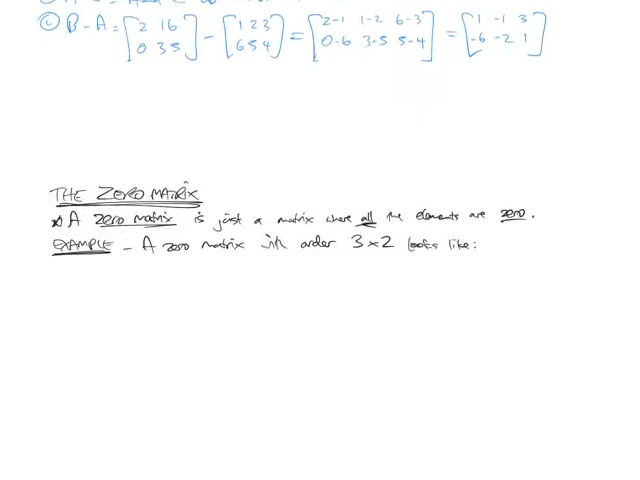 (c) B - A = [2 1 6 - [1 2 3 = [2-1 1-2 6-3 = [1 -1 3
0 3 5] 6 5 4] 0-6 3-5 5-4] -6 -2 1]
THE ZERO MATRIX
* A zero matrix is just a matrix where all the elements are zero.
EXAMPLE - A zero matrix with order 3×2 looks like: